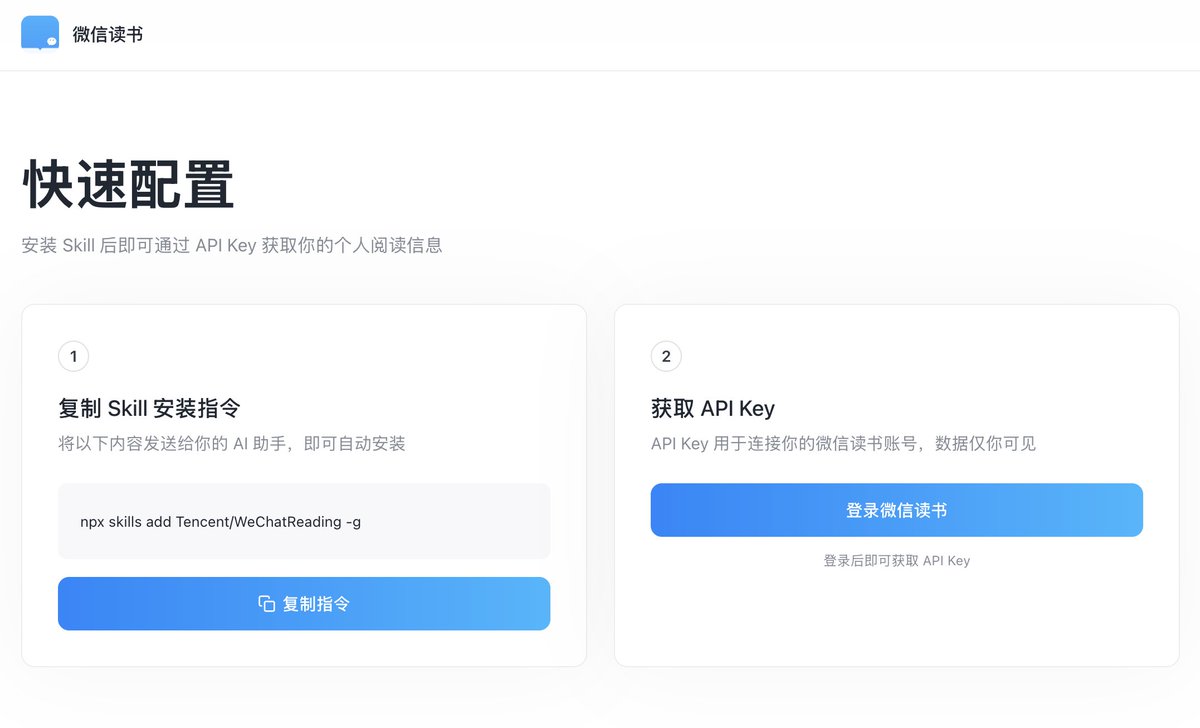 微信读书
快速配置
安装 Skill 后即可通过 API Key 获取你的个人阅读信息
1
复制 Skill 安装指令
将以下内容发送给你的 AI 助手，即可自动安装
npx skills add Tencent/WeChatReading -g
复制指令
2
获取 API Key
API Key 用于连接你的微信读书账号，数据仅你可见
登录微信读书
登录后即可获取 API Key